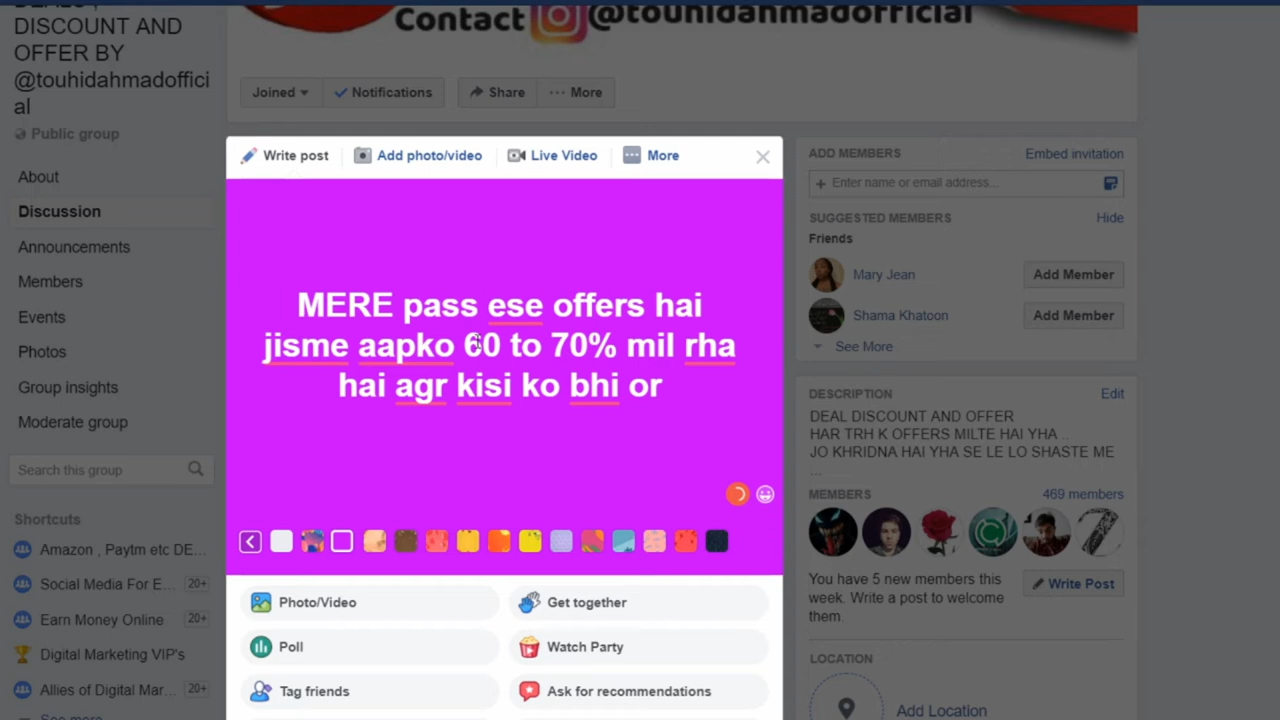 DEALS ,
DISCOUNT AND
OFFER BY
@touhidahmadoffici
al
Public group
About
Discussion
Announcements
Members
Events
Photos
Group insights
Moderate group
Search this group
Shortcuts
Amazon , Paytm etc DE...
Social Media For E... 20+
Earn Money Online 20+
Digital Marketing VIP's
Allies of Digital Mar... 20+
See more
Contact @touhidahmadofficial
Joined Notifications Share More
Write post Add photo/video Live Video More
MERE pass ese offers hai
jisme aapko 60 to 70% mil rha
hai agr kisi ko bhi or
Photo/Video Get together
Poll Watch Party
Tag friends Ask for recommendations
ADD MEMBERS Embed invitation
Enter name or email address...
SUGGESTED MEMBERS Hide
Friends
Mary Jean Add Member
Shama Khatoon Add Member
See More
DESCRIPTION Edit
DEAL DISCOUNT AND OFFER
HAR TRH K OFFERS MILTE HAI YHA ..
JO KHRIDNA HAI YHA SE LE LO SHASTE ME
...
MEMBERS 469 members
You have 5 new members this
week. Write a post to welcome
them.
Write Post
LOCATION
Add Location